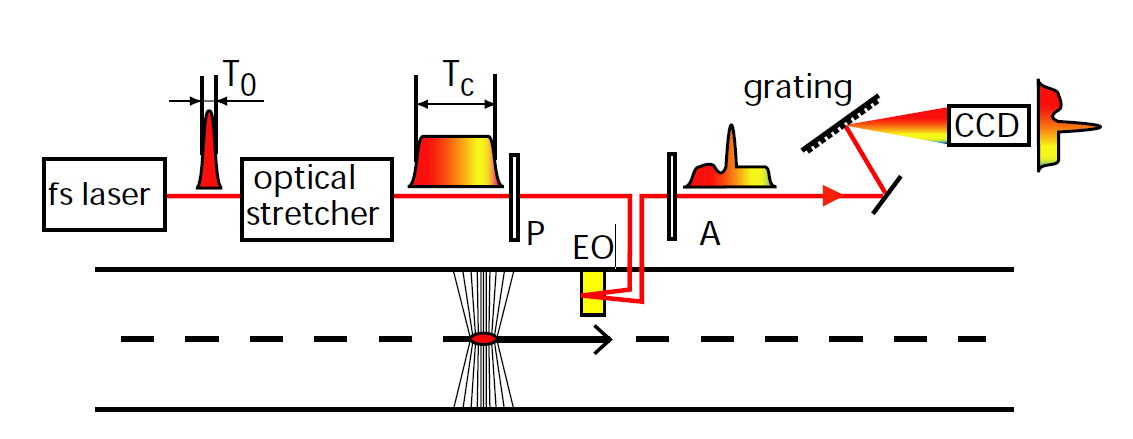 T0
Tc
grating
CCD
fs laser
optical
stretcher
P
A
EO